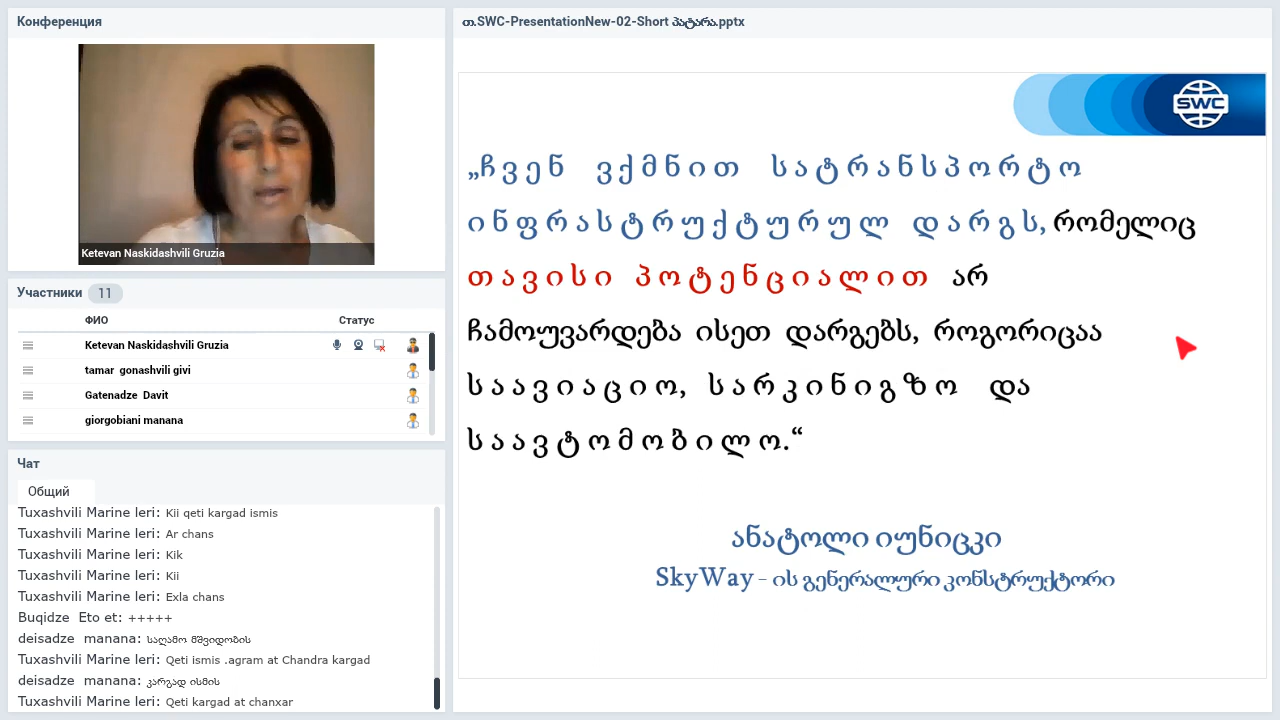 Конференция
Ketevan Naskidashvili Gruzia
Участники 11
ФИО Статус
Ketevan Naskidashvili Gruzia
tamar gonashvili givi
Gatenadze Davit
giorgobiani manana
Чат
Общий
Tuxashvili Marine leri: Kii qeti kargad ismis
Tuxashvili Marine leri: Ar chans
Tuxashvili Marine leri: Kik
Tuxashvili Marine leri: Kii
Tuxashvili Marine leri: Exla chans
Buqidze Eto et: +++++
deisadze manana: საღამო მშვიდობის
Tuxashvili Marine leri: Qeti ismis .agram at Chandra kargad
deisadze manana: კარგად ისმის
Tuxashvili Marine leri: Qeti kargad at chanxar
თ.SWC-PresentationNew-02-Short პატარა.pptx
SWC
„ჩვენ ვქმნით სატრანსპორტო
ინფრასტრუქტურულ დარგს, რომელიც
თავისი პოტენციალით არ
ჩამოუვარდება ისეთ დარგებს, როგორიცაა
საავიაციო, სარკინიგზო და
საავტომობილო.“
ანატოლი იუნიცკი
SkyWay – ის გენერალური კონსტრუქტორი